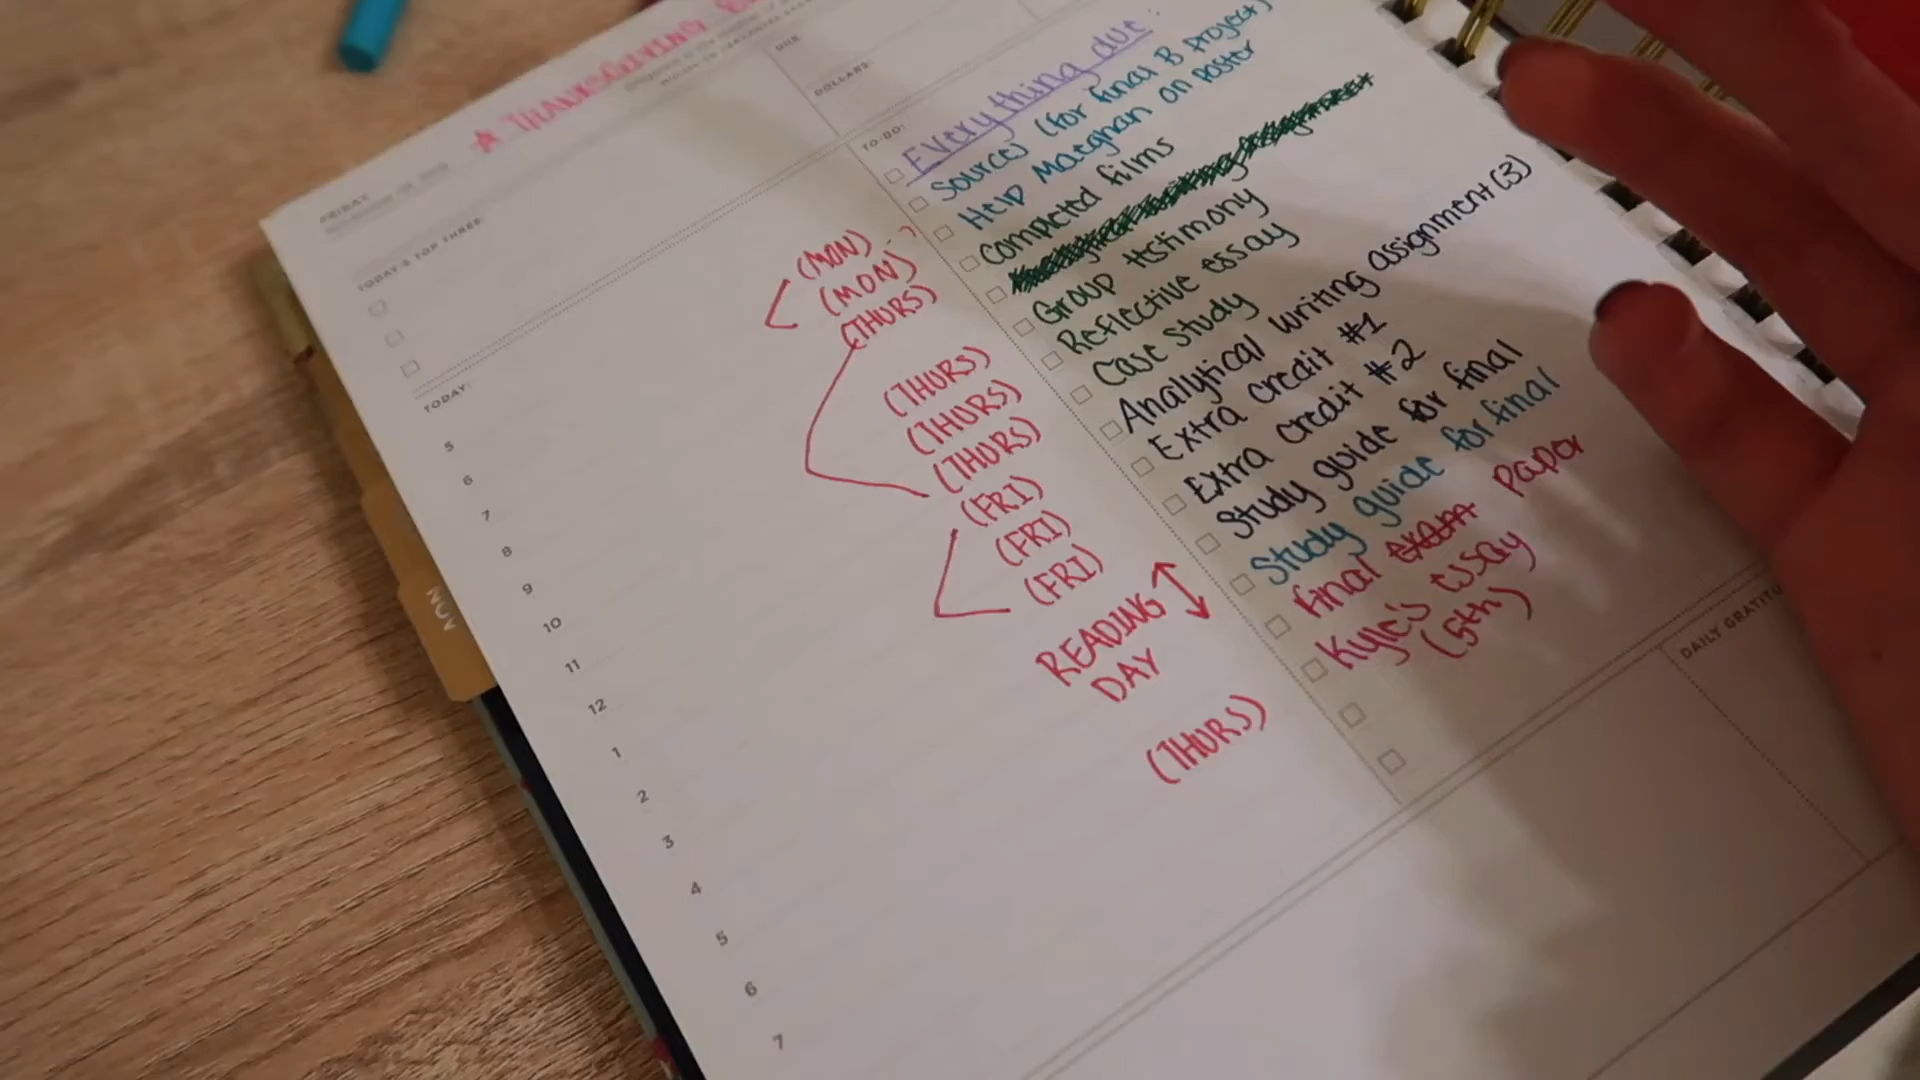 ★ THANKSGIVING
FRIDAY
DUE
DOLLARS:
TODAY'S TOP THREE:
TO-DO:
Everything due:
Sources (for final B project)
(MON) Help Maeghan on Poster
(MON) Completed films
(THURS)
(THURS) Group testimony
(THURS) Reflective essay
(THURS) Case Study
(FRI) Analytical writing assignment (3)
(FRI) Extra credit #1
(FRI) Extra credit #2
READING
DAY
Study guide for final
Study guide for final
Final exam paper
(THURS) Kyle's essay
(5th)
TODAY:
5
6
7
8
9
10
11
12
1
2
3
4
5
6
7
NOV
DAILY GRATITU